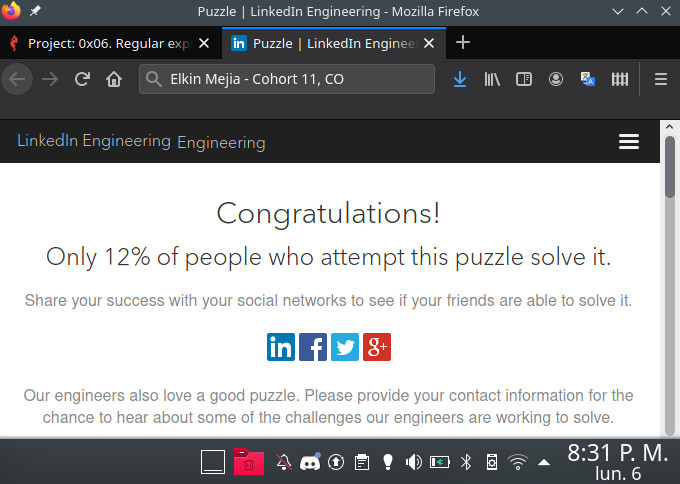 Puzzle | LinkedIn Engineering - Mozilla Firefox
Project: 0x06. Regular exp
in Puzzle | LinkedIn Enginee
Elkin Mejia - Cohort 11, CO
LinkedIn Engineering Engineering
Congratulations!
Only 12% of people who attempt this puzzle solve it.
Share your success with your social networks to see if your friends are able to solve it.
in f g+
Our engineers also love a good puzzle. Please provide your contact information for the
chance to hear about some of the challenges our engineers are working to solve.
8:31 P. M.
lun. 6